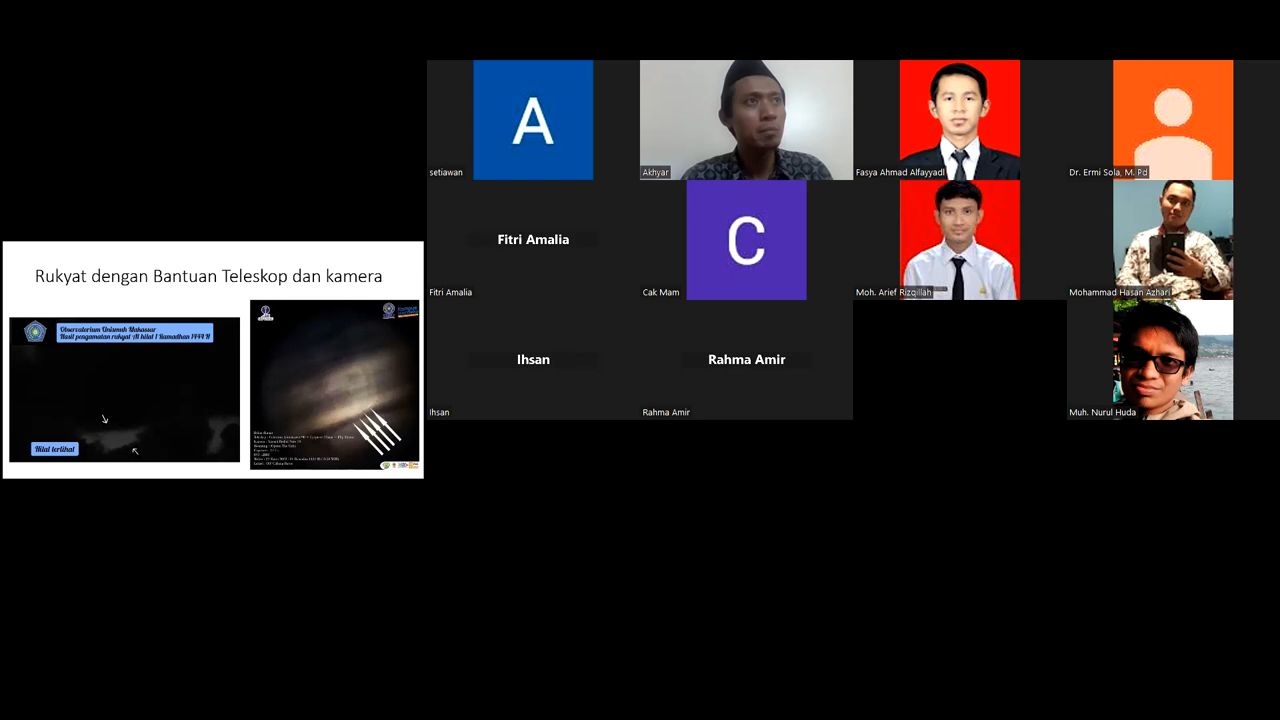 Rukyat dengan Bantuan Teleskop dan kamera
Observatorium Unismuh Makassar
Hasil pengamatan rukyat Al hilal 1 Ramadhan 1444 H
Hilal terlihat
A
setiawan
Akhyar
Fasya Ahmad Alfayyadl
Dr. Ermi Sola, M. Pd
Fitri Amalia
Fitri Amalia
C
Cak Mam
Moh. Arief Rizqillah
Mohammad Hasan Azhari
Ihsan
Ihsan
Rahma Amir
Rahma Amir
Muh. Nurul Huda